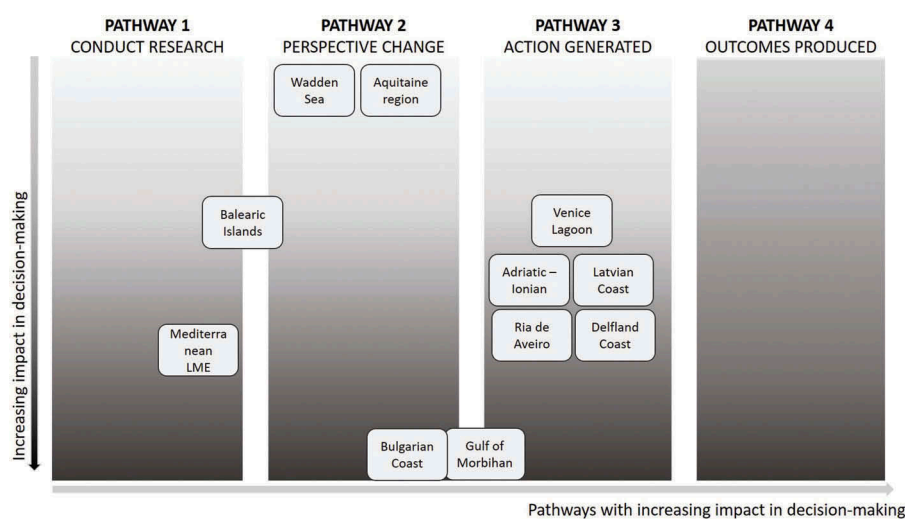 PATHWAY 1
CONDUCT RESEARCH
PATHWAY 2
PERSPECTIVE CHANGE
PATHWAY 3
ACTION GENERATED
PATHWAY 4
OUTCOMES PRODUCED
Increasing impact in decision-making
Wadden
Sea
Aquitaine
region
Balearic
Islands
Venice
Lagoon
Adriatic –
Ionian
Latvian
Coast
Mediterra
nean
LME
Ria de
Aveiro
Delfland
Coast
Bulgarian
Coast
Gulf of
Morbihan
Pathways with increasing impact in decision-making